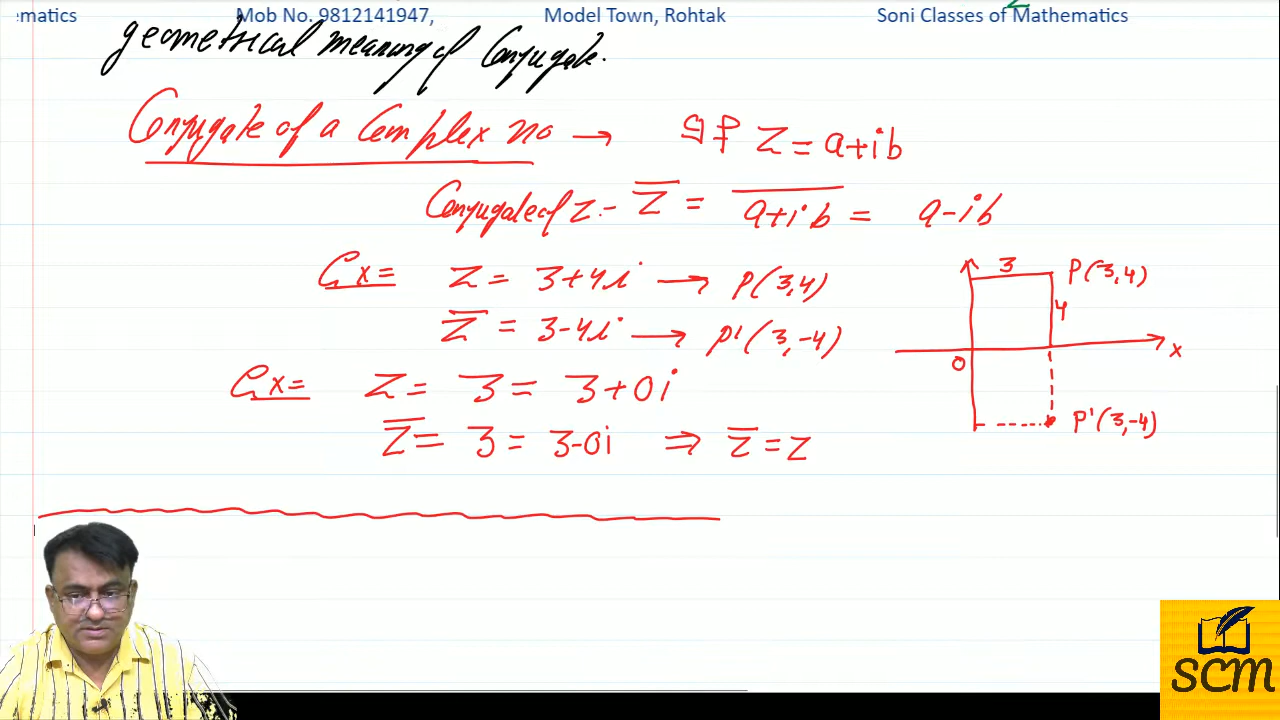 ematics Mob No. 9812141947, Model Town, Rohtak Soni Classes of Mathematics
geometrical meaning of Conjugate.
Conjugate of a Complex no → If Z = a+ib
Conjugate of Z = Z̅ = \overline{a+ib} = a-ib
Ex= Z = 3+4i → P(3,4)
Z̅ = 3-4i → P'(3,-4)
Ex= Z = 3 = 3+0i
Z̅ = 3 = 3-0i ⇒ Z̅ = Z
3
P(3,4)
4
O
x
P'(3,-4)
SCM